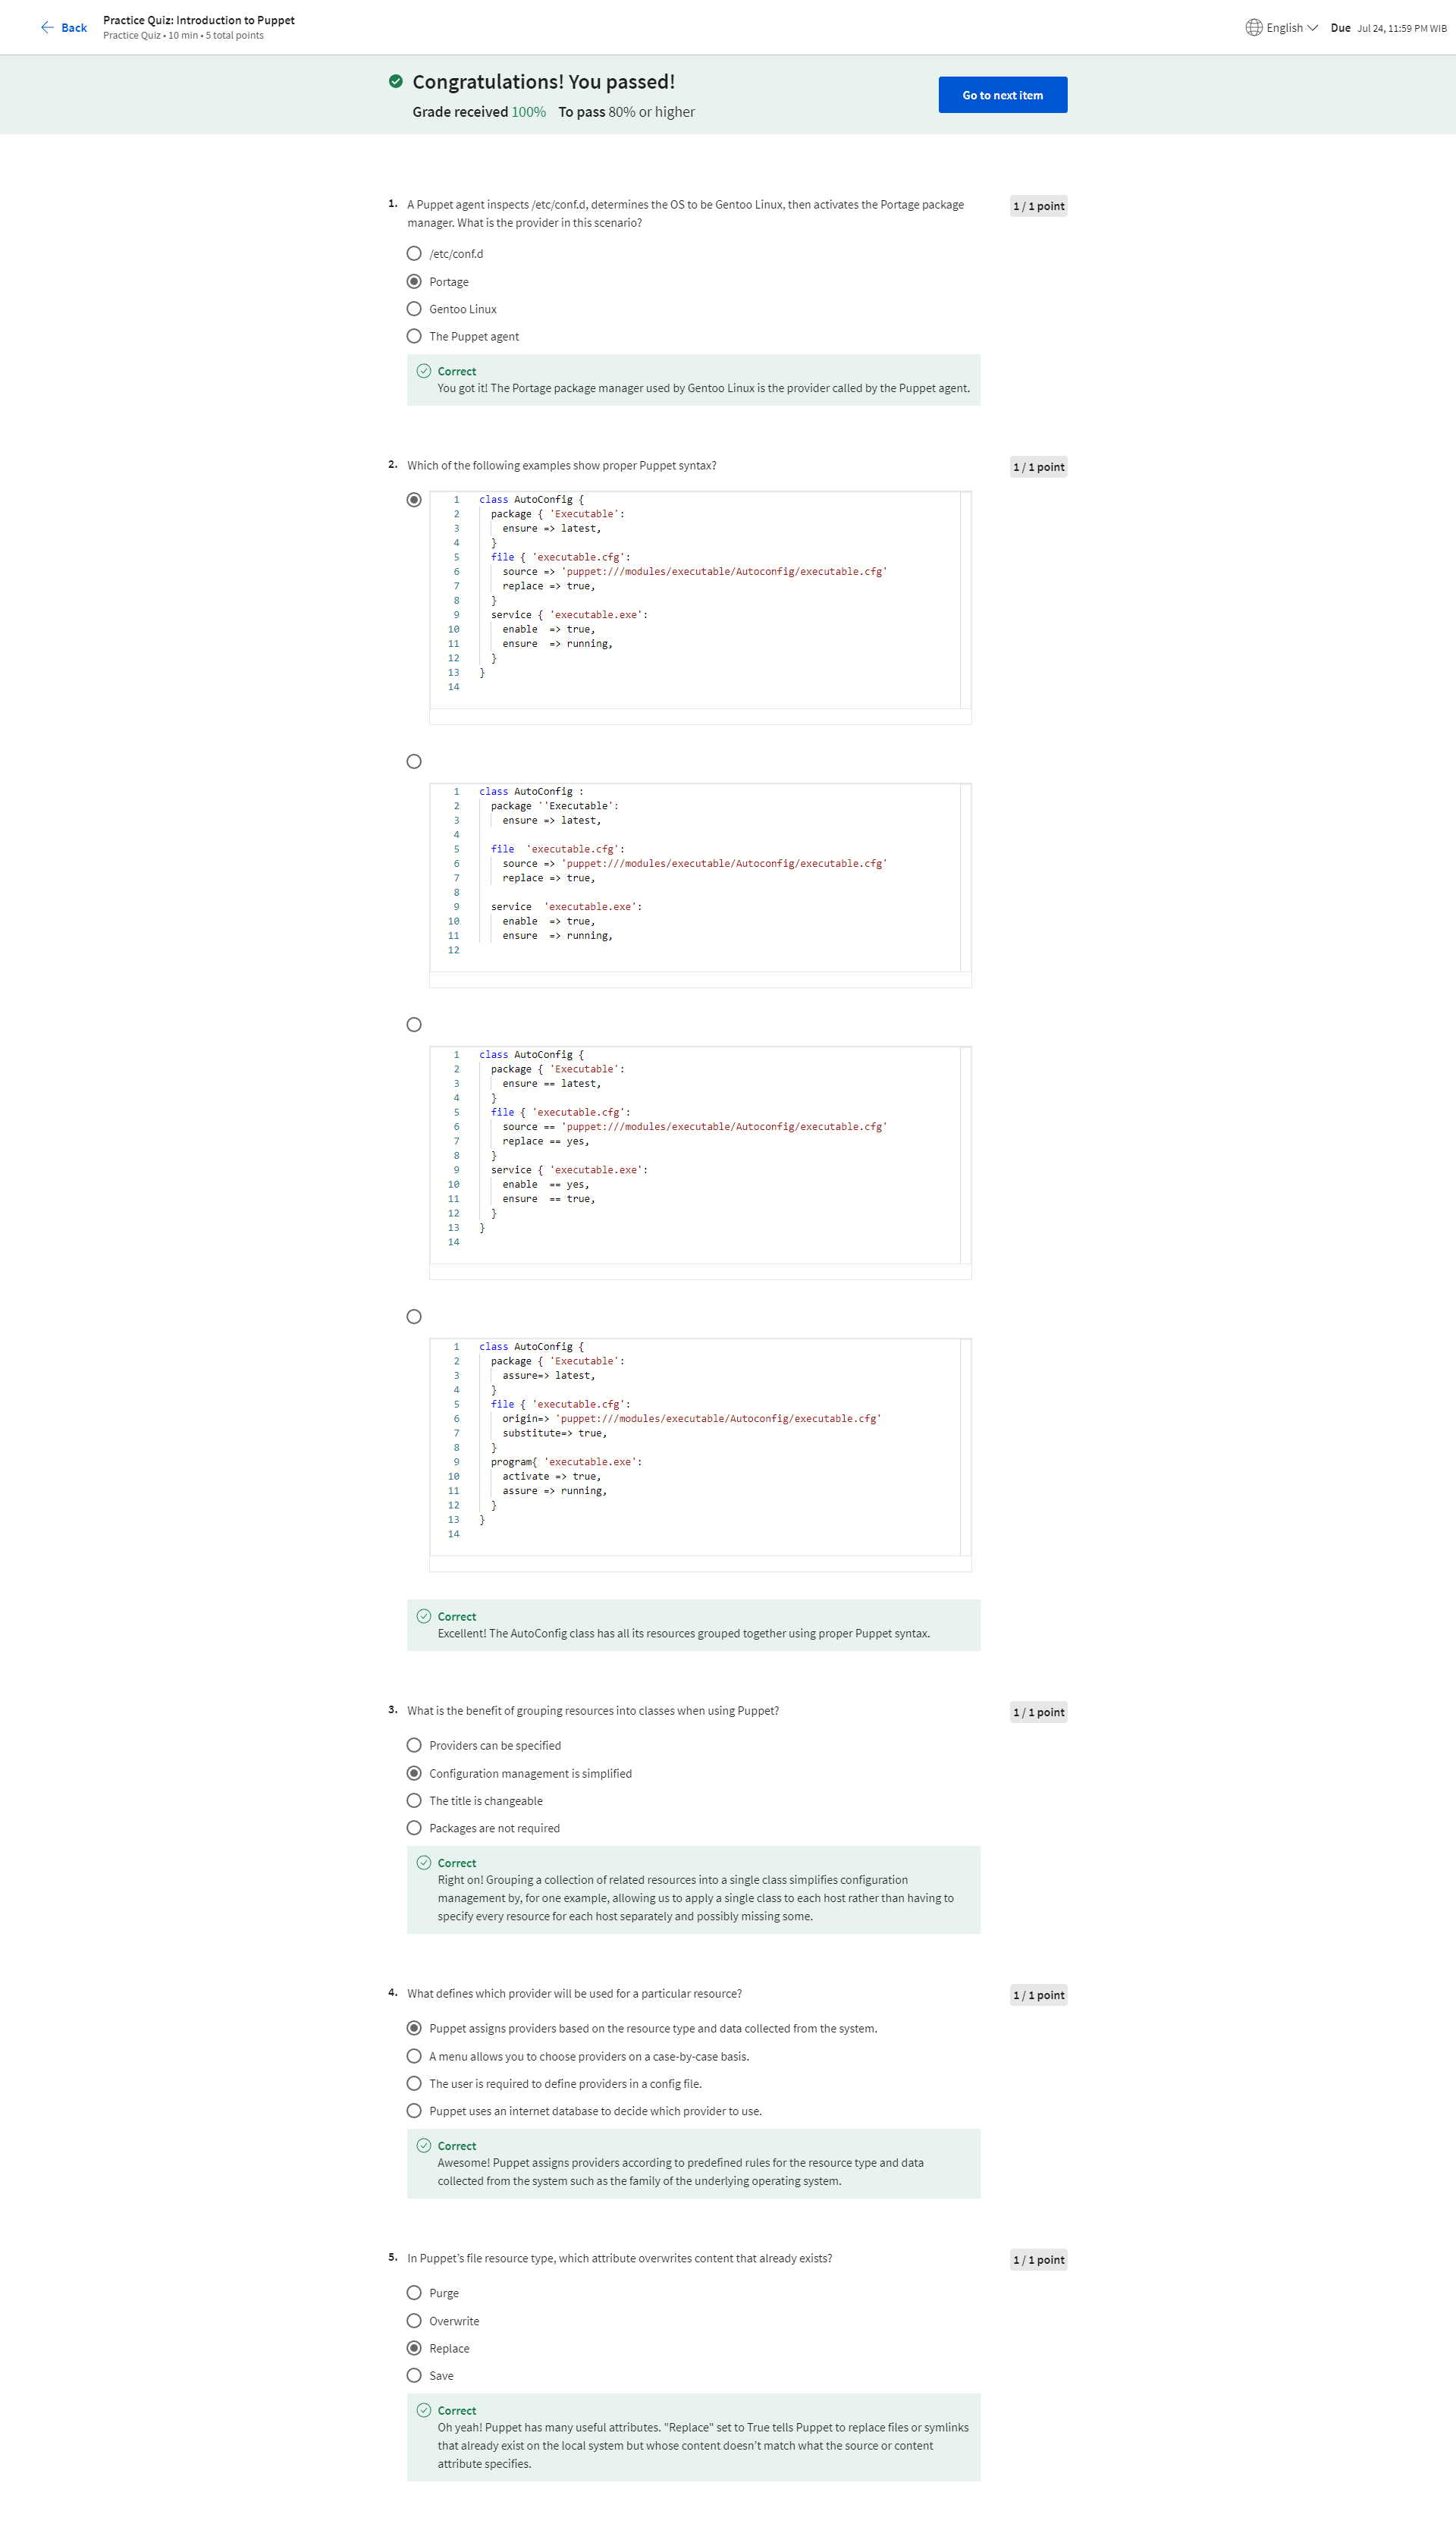 Back
Practice Quiz: Introduction to Puppet
Practice Quiz • 10 min • 5 total points
English
Due Jul 24, 11:59 PM WIB
Congratulations! You passed!
Grade received 100% To pass 80% or higher
Go to next item
1. A Puppet agent inspects /etc/conf.d, determines the OS to be Gentoo Linux, then activates the Portage package
manager. What is the provider in this scenario?
1 / 1 point
/etc/conf.d
Portage
Gentoo Linux
The Puppet agent
Correct
You got it! The Portage package manager used by Gentoo Linux is the provider called by the Puppet agent.
2. Which of the following examples show proper Puppet syntax?
1 / 1 point
1 class AutoConfig {
2 package { 'Executable':
3 ensure => latest,
4 }
5 file { 'executable.cfg':
6 source => 'puppet:///modules/executable/Autoconfig/executable.cfg'
7 replace => true,
8 }
9 service { 'executable.exe':
10 enable  => true,
11 ensure  => running,
12 }
13 }
14
1 class AutoConfig :
2 package ''Executable':
3 ensure => latest,
4
5 file  'executable.cfg':
6 source => 'puppet:///modules/executable/Autoconfig/executable.cfg'
7 replace => true,
8
9 service  'executable.exe':
10 enable  => true,
11 ensure  => running,
12
1 class AutoConfig {
2 package { 'Executable':
3 ensure == latest,
4 }
5 file { 'executable.cfg':
6 source == 'puppet:///modules/executable/Autoconfig/executable.cfg'
7 replace == yes,
8 }
9 service { 'executable.exe':
10 enable  == yes,
11 ensure  == true,
12 }
13 }
14
1 class AutoConfig {
2 package { 'Executable':
3 assure=> latest,
4 }
5 file { 'executable.cfg':
6 origin=> 'puppet:///modules/executable/Autoconfig/executable.cfg'
7 substitute=> true,
8 }
9 program{ 'executable.exe':
10 activate => true,
11 assure => running,
12 }
13 }
14
Correct
Excellent! The AutoConfig class has all its resources grouped together using proper Puppet syntax.
3. What is the benefit of grouping resources into classes when using Puppet?
1 / 1 point
Providers can be specified
Configuration management is simplified
The title is changeable
Packages are not required
Correct
Right on! Grouping a collection of related resources into a single class simplifies configuration
management by, for one example, allowing us to apply a single class to each host rather than having to
specify every resource for each host separately and possibly missing some.
4. What defines which provider will be used for a particular resource?
1 / 1 point
Puppet assigns providers based on the resource type and data collected from the system.
A menu allows you to choose providers on a case-by-case basis.
The user is required to define providers in a config file.
Puppet uses an internet database to decide which provider to use.
Correct
Awesome! Puppet assigns providers according to predefined rules for the resource type and data
collected from the system such as the family of the underlying operating system.
5. In Puppet’s file resource type, which attribute overwrites content that already exists?
1 / 1 point
Purge
Overwrite
Replace
Save
Correct
Oh yeah! Puppet has many useful attributes. "Replace" set to True tells Puppet to replace files or symlinks
that already exist on the local system but whose content doesn’t match what the source or content
attribute specifies.